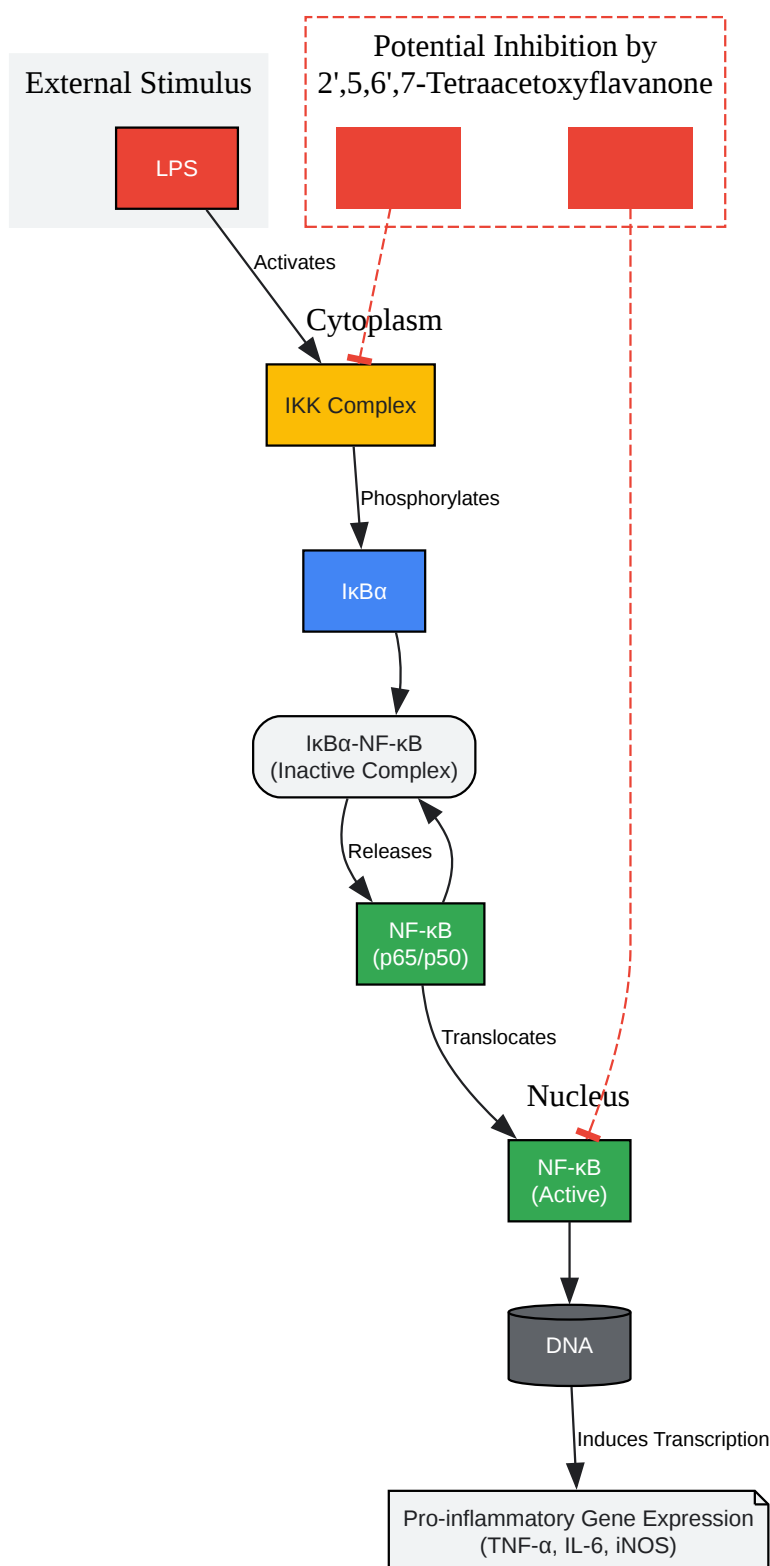 External Stimulus
LPS
Potential Inhibition by
2',5,6',7-Tetraacetoxyflavanone
Activates
Cytoplasm
IKK Complex
Phosphorylates
IκBα
IκBα-NF-κB
(Inactive Complex)
Releases
NF-κB
(p65/p50)
Translocates
Nucleus
NF-κB
(Active)
DNA
Induces Transcription
Pro-inflammatory Gene Expression
(TNF-α, IL-6, iNOS)